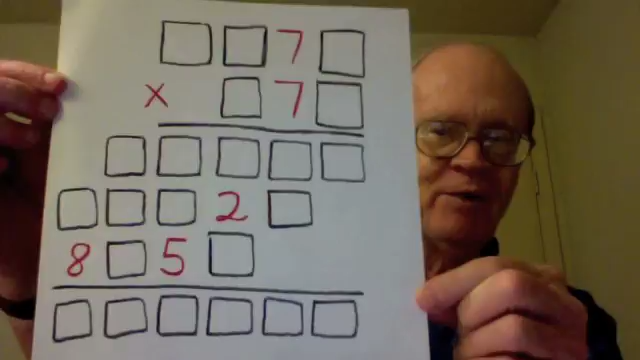 □ □ 7 □
× □ 7 □
□ □ □ □ □
□ □ □ 2 □
8 □ 5 □
□ □ □ □ □ □